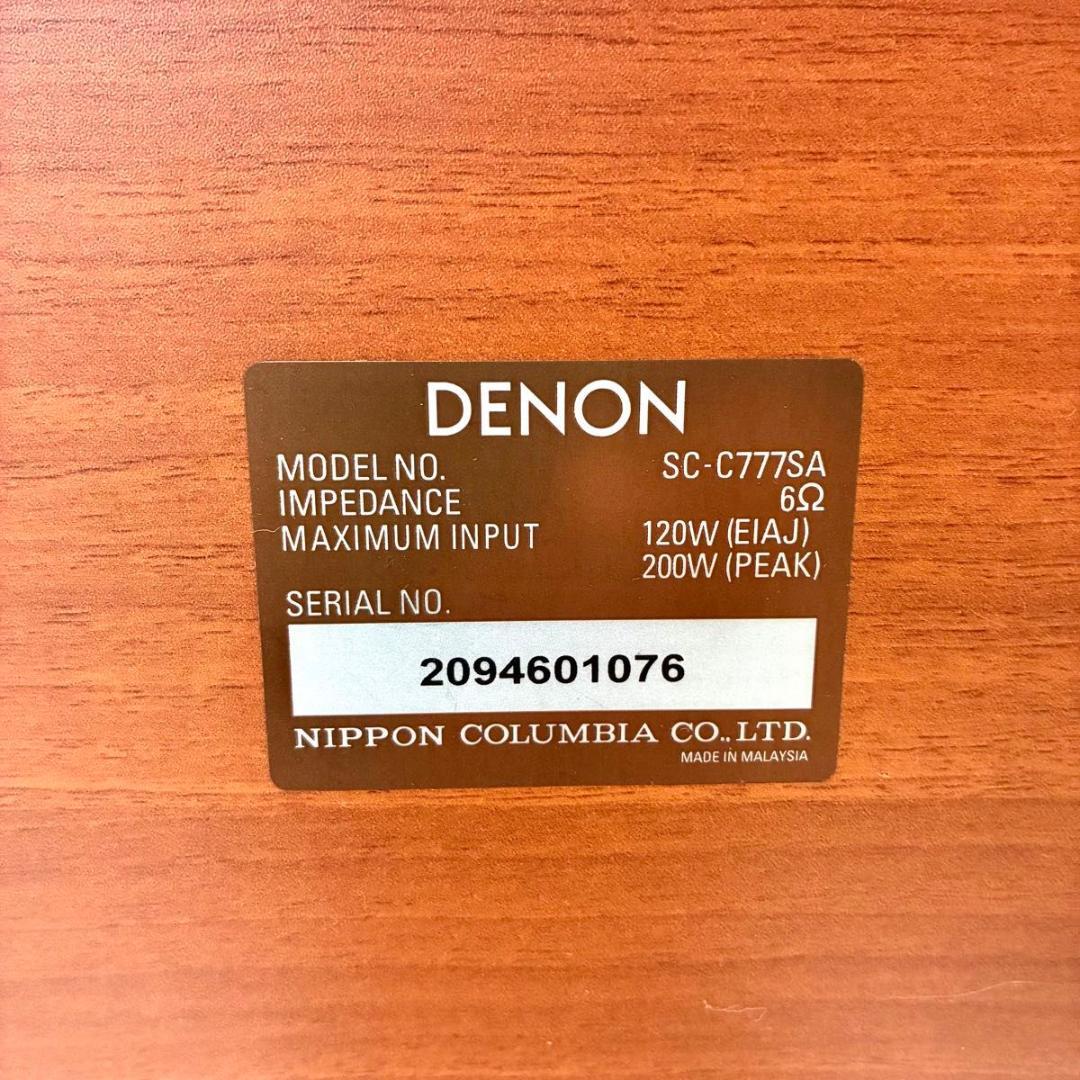 DENON
MODEL NO. SC-C777SA
IMPEDANCE 6Ω
MAXIMUM INPUT 120W (EIAJ)
200W (PEAK)
SERIAL NO.
2094601076
NIPPON COLUMBIA CO., LTD.
MADE IN MALAYSIA